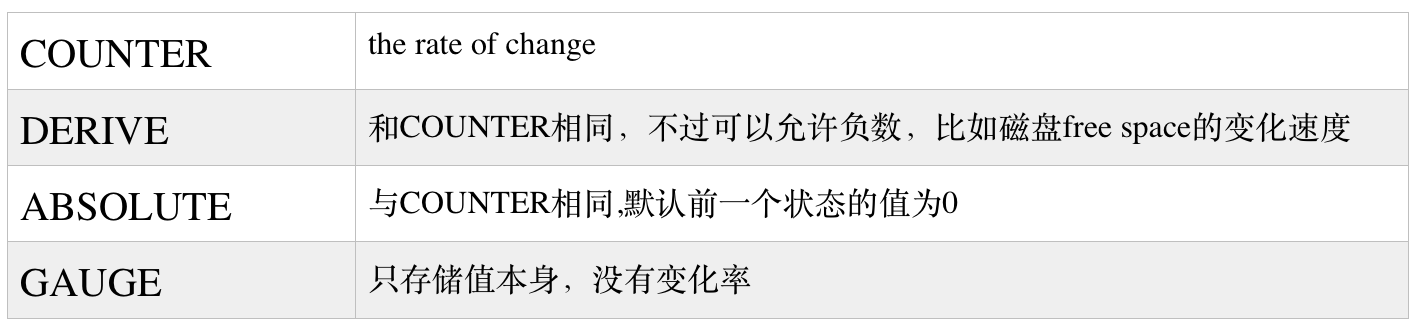 COUNTER
the rate of change
DERIVE
和COUNTER相同，不过可以允许负数，比如磁盘free space的变化速度
ABSOLUTE
与COUNTER相同,默认前一个状态的值为0
GAUGE
只存储值本身，没有变化率